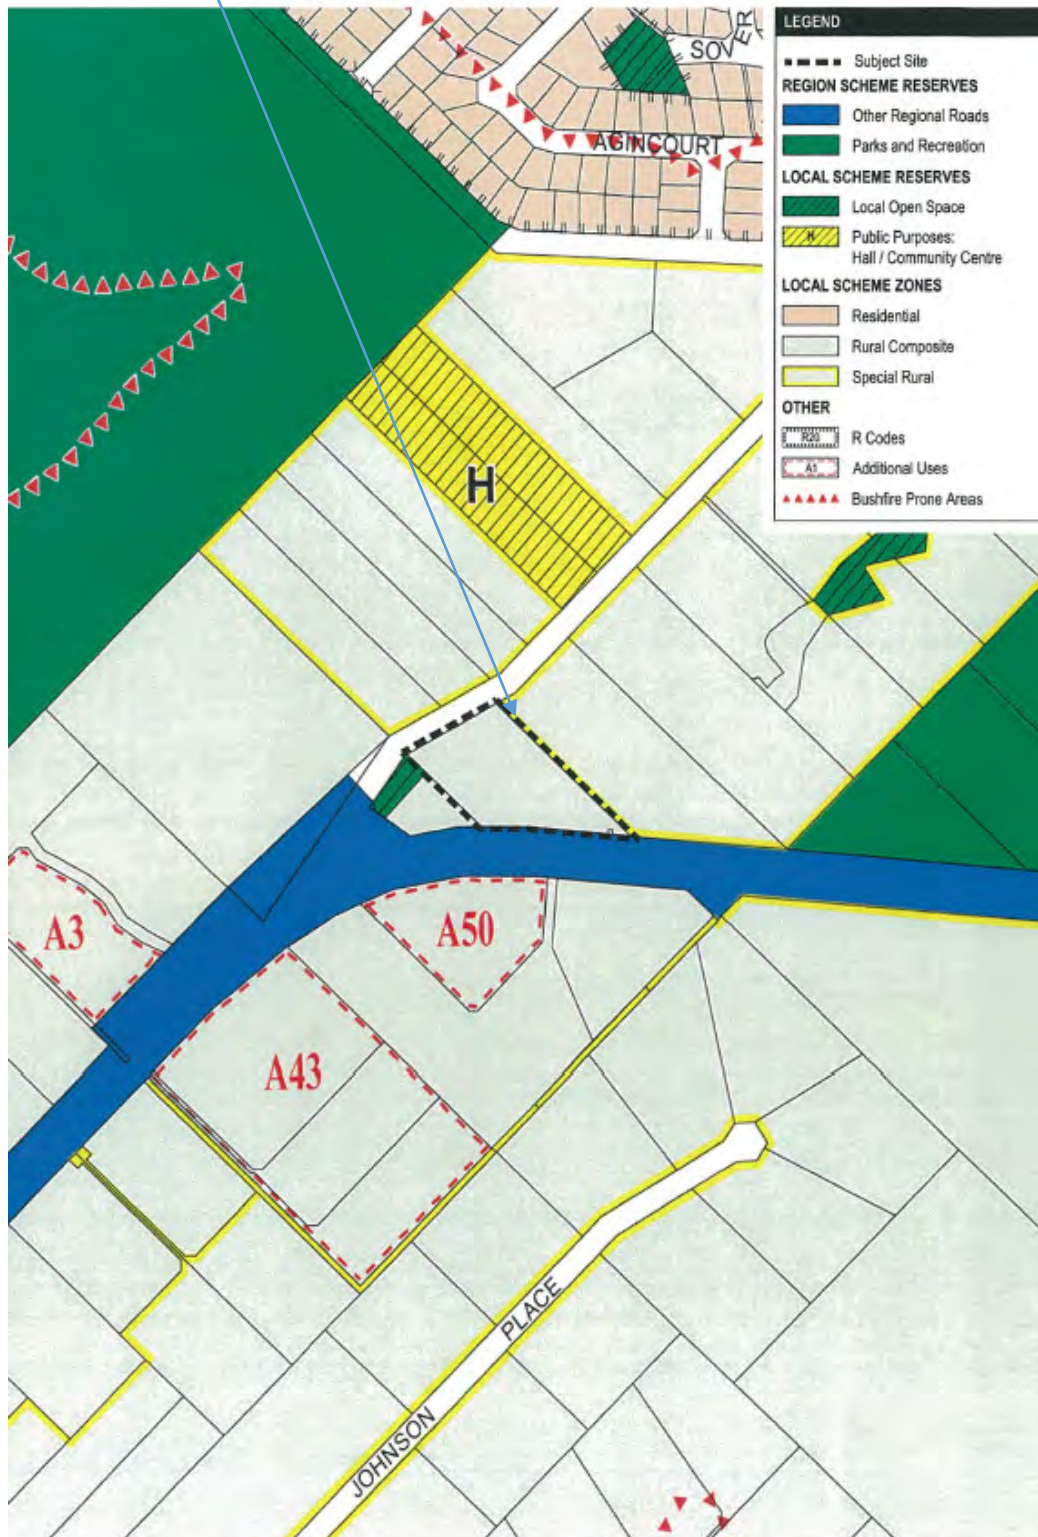 SOVER
AGINCOURT
H
A3
A50
A43
JOHNSON PLACE
LEGEND
Subject Site
REGION SCHEME RESERVES
Other Regional Roads
Parks and Recreation
LOCAL SCHEME RESERVES
Local Open Space
H Public Purposes:
Hall / Community Centre
LOCAL SCHEME ZONES
Residential
Rural Composite
Special Rural
OTHER
R20 R Codes
A1 Additional Uses
Bushfire Prone Areas